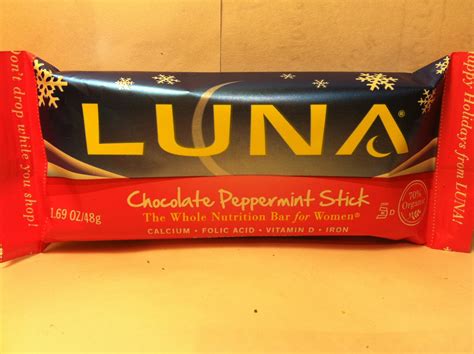 Don't drop while you shop!
LUNA®
Chocolate Peppermint Stick
The Whole Nutrition Bar for Women®
CALCIUM • FOLIC ACID • VITAMIN D • IRON
1.69 OZ/48g
D
70%
Organic
Happy Holidays from LUNA!